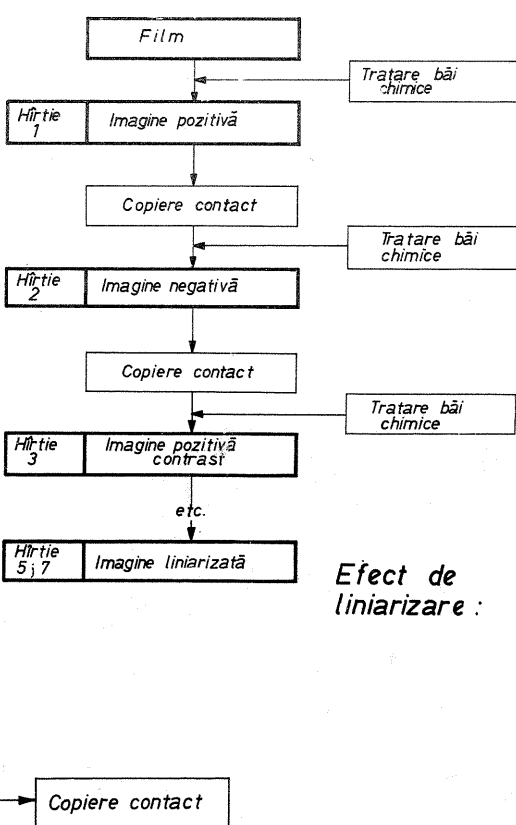 Film
Tratare băi
chimice
Hîrtie
1
Imagine pozitivă
Copiere contact
Tratare băi
chimice
Hîrtie
2
Imagine negativă
Copiere contact
Tratare băi
chimice
Hîrtie
3
Imagine pozitivă
contrast
etc.
Hîrtie
5; 7
Imagine liniarizată
Efect de
liniarizare :
Copiere contact